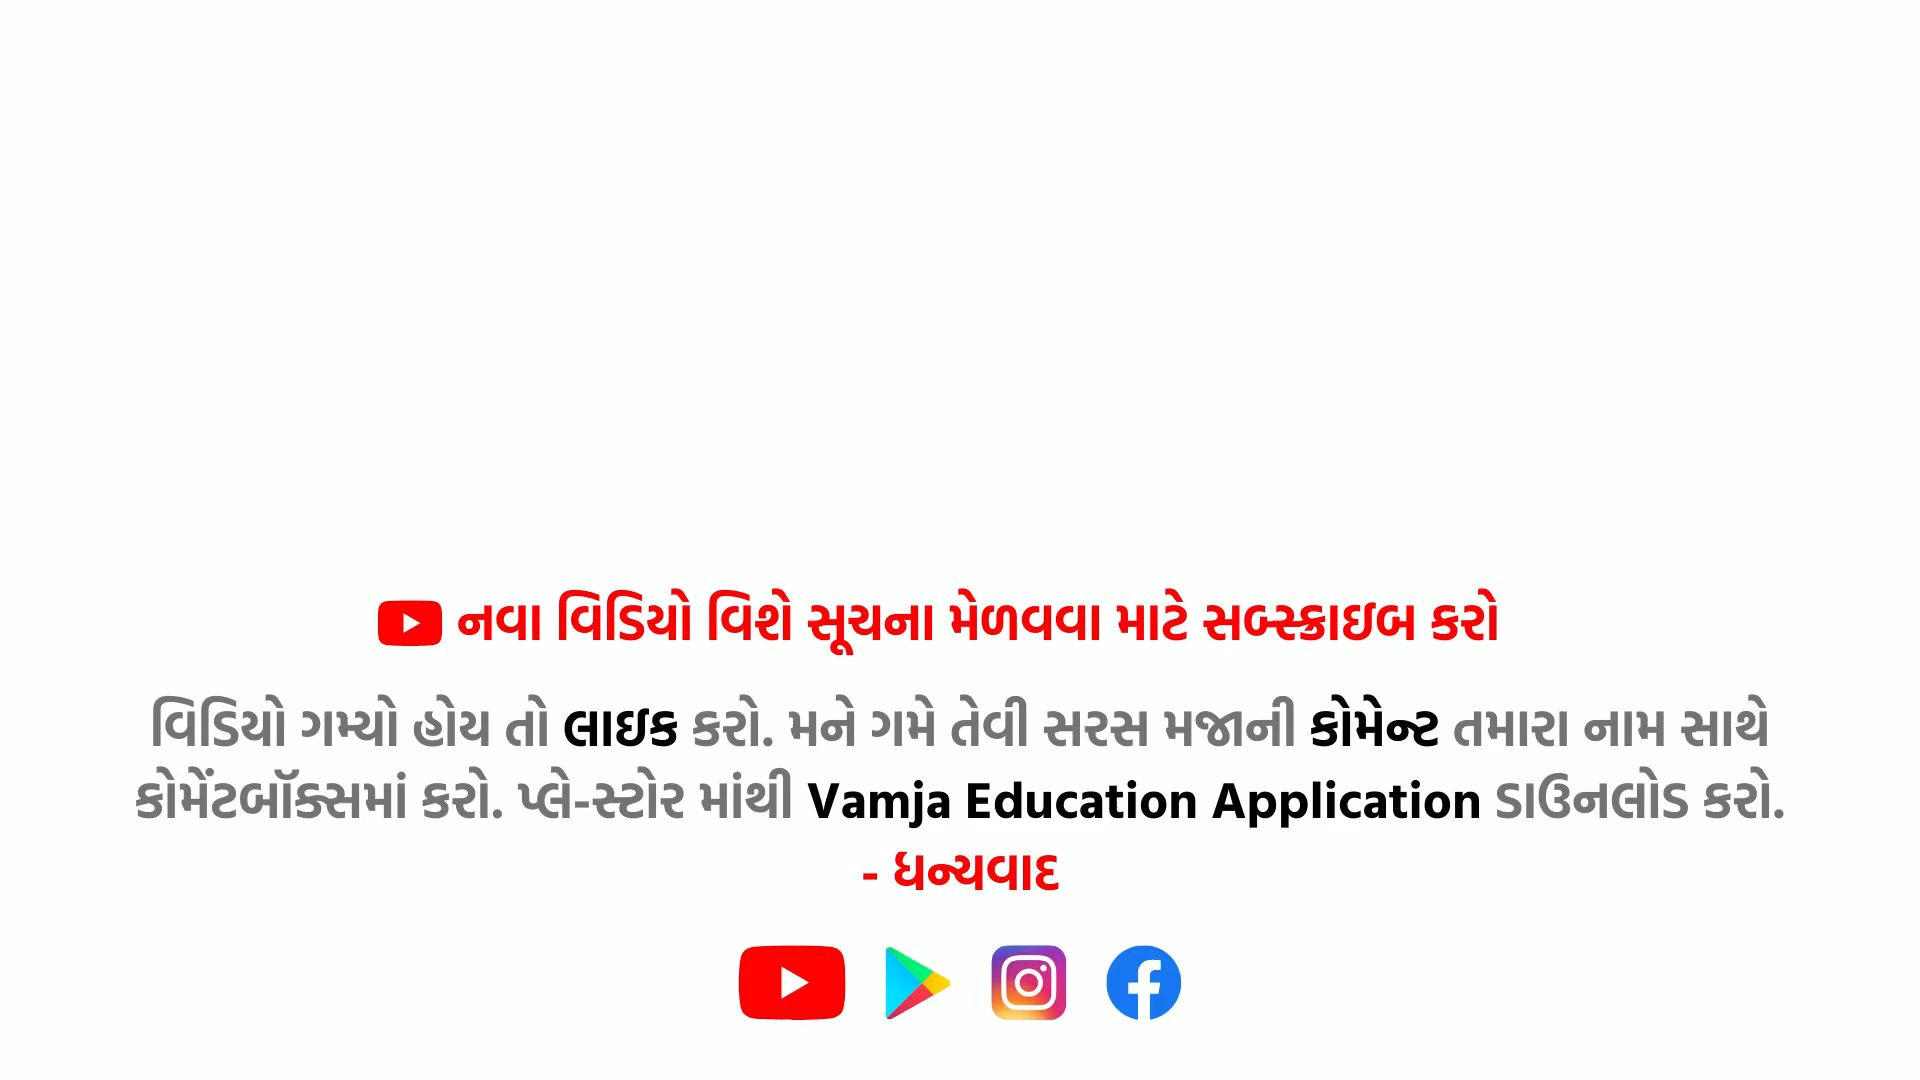 નવા વિડિયો વિશે સૂચના મેળવવા માટે સબ્સ્ક્રાઇબ કરો
વિડિયો ગમ્યો હોય તો લાઇક કરો. મને ગમે તેવી સરસ મજાની કોમેન્ટ તમારા નામ સાથે
કોમેંટબૉક્સમાં કરો. પ્લે-સ્ટોર માંથી Vamja Education Application ડાઉનલોડ કરો.
- ધન્યવાદ